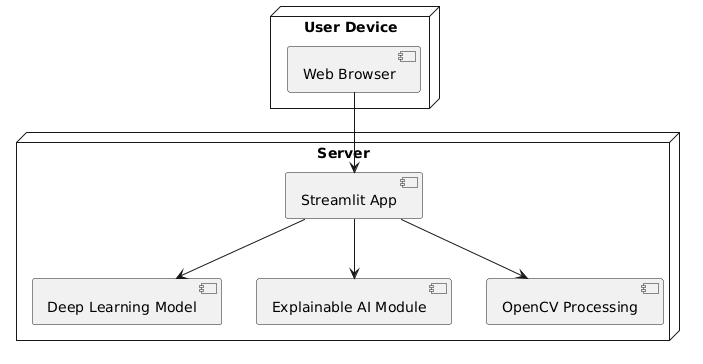 User Device
Web Browser
Server
Streamlit App
Deep Learning Model
Explainable AI Module
OpenCV Processing